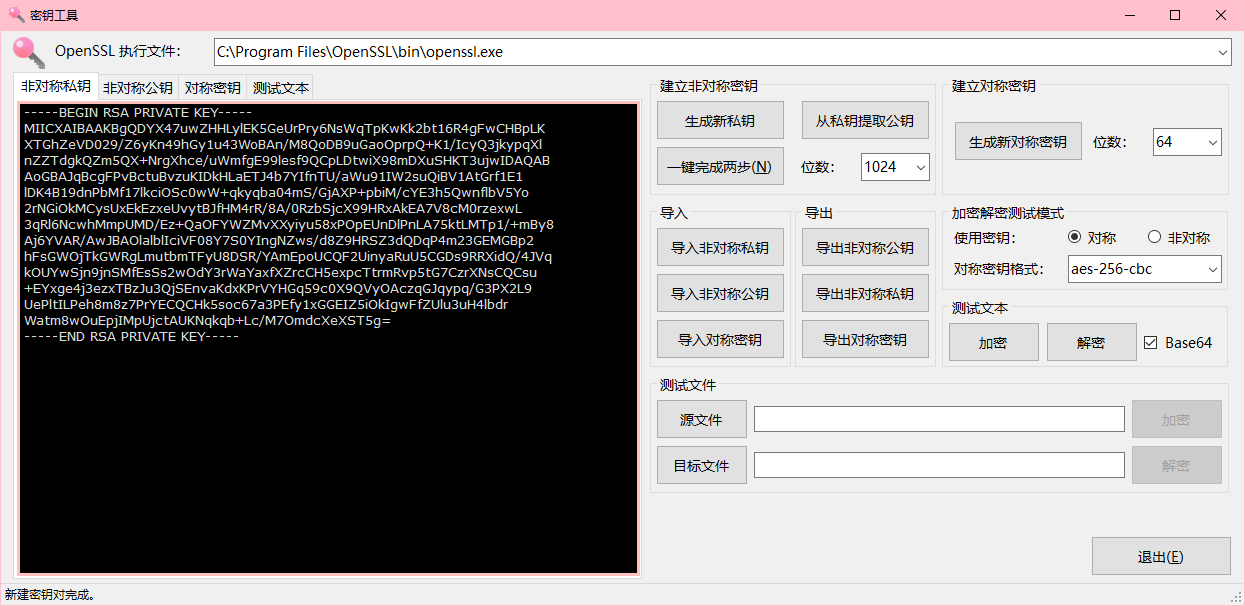 密钥工具
OpenSSL 执行文件：
C:\Program Files\OpenSSL\bin\openssl.exe
非对称私钥 非对称公钥 对称密钥 测试文本
-----BEGIN RSA PRIVATE KEY-----
MIICXAIBAAKBgQDYX47uwZHHLylEK5GeUrPry6NsWqTpKwKk2bt16R4gFwCHBpLK
XTGhZeVD029/Z6yKn49hGy1u43WoBAn/M8QoDB9uGaoOprpQ+K1/IcyQ3jkypqXl
nZZTdgkQZm5QX+NrgXhce/uWmfgE99lesf9QCpLDtwiX98mDXuSHKT3ujwIDAQAB
AoGBAJqBcgFPvBctuBvzuKIDkHLaETJ4b7YIfnTU/aWu91IW2suQiBV1AtGrf1E1
lDK4B19dnPbMf17lkciOSc0wW+qkyqba04mS/GjAXP+pbiM/cYE3h5QwnflbV5Yo
2rNGiOkMCysUxEkEzxeUvytBJfHM4rR/8A/0RzbSjcX99HRxAkEA7V8cM0rzexwL
3qRl6NcwhMmpUMD/Ez+QaOFYWZMvXXyiyu58xPOpEUnDlPnLA75ktLMTp1/+mBy8
Aj6YVAR/AwJBAOlalblIciVF08Y7S0YIngNZws/d8Z9HRSZ3dQDqP4m23GEMGBp2
hFsGWOjTkGWRgLmutbmTFyU8DSR/YAmEpoUCQF2UinyaRuU5CGDs9RRXidQ/4JVq
kOUYwSjn9jnSMfEsSs2wOdY3rWaYaxfXZrcCH5expcTtrmRvp5tG7CzrXNsCQCsu
+EYxge4j3ezxTBzJu3QjSEnvaKdxKPrVYHGq59c0X9QVyOAczqGJqypq/G3PX2L9
UePltILPeh8m8z7PrYECQCHk5soc67a3PEfy1xGGEIZ5iOkIgwFfZUlu3uH4lbdr
Watm8wOuEpjIMpUjctAUKNqkqb+Lc/M7OmdcXeXST5g=
-----END RSA PRIVATE KEY-----
建立非对称密钥
生成新私钥 从私钥提取公钥
一键完成两步(N) 位数： 1024
建立对称密钥
生成新对称密钥 位数： 64
导入
导入非对称私钥
导入非对称公钥
导入对称密钥
导出
导出非对称公钥
导出非对称私钥
导出对称密钥
加密解密测试模式
使用密钥： 对称 非对称
对称密钥格式： aes-256-cbc
测试文本
加密 解密 Base64
测试文件
源文件 加密
目标文件 解密
退出(E)
新建密钥对完成。